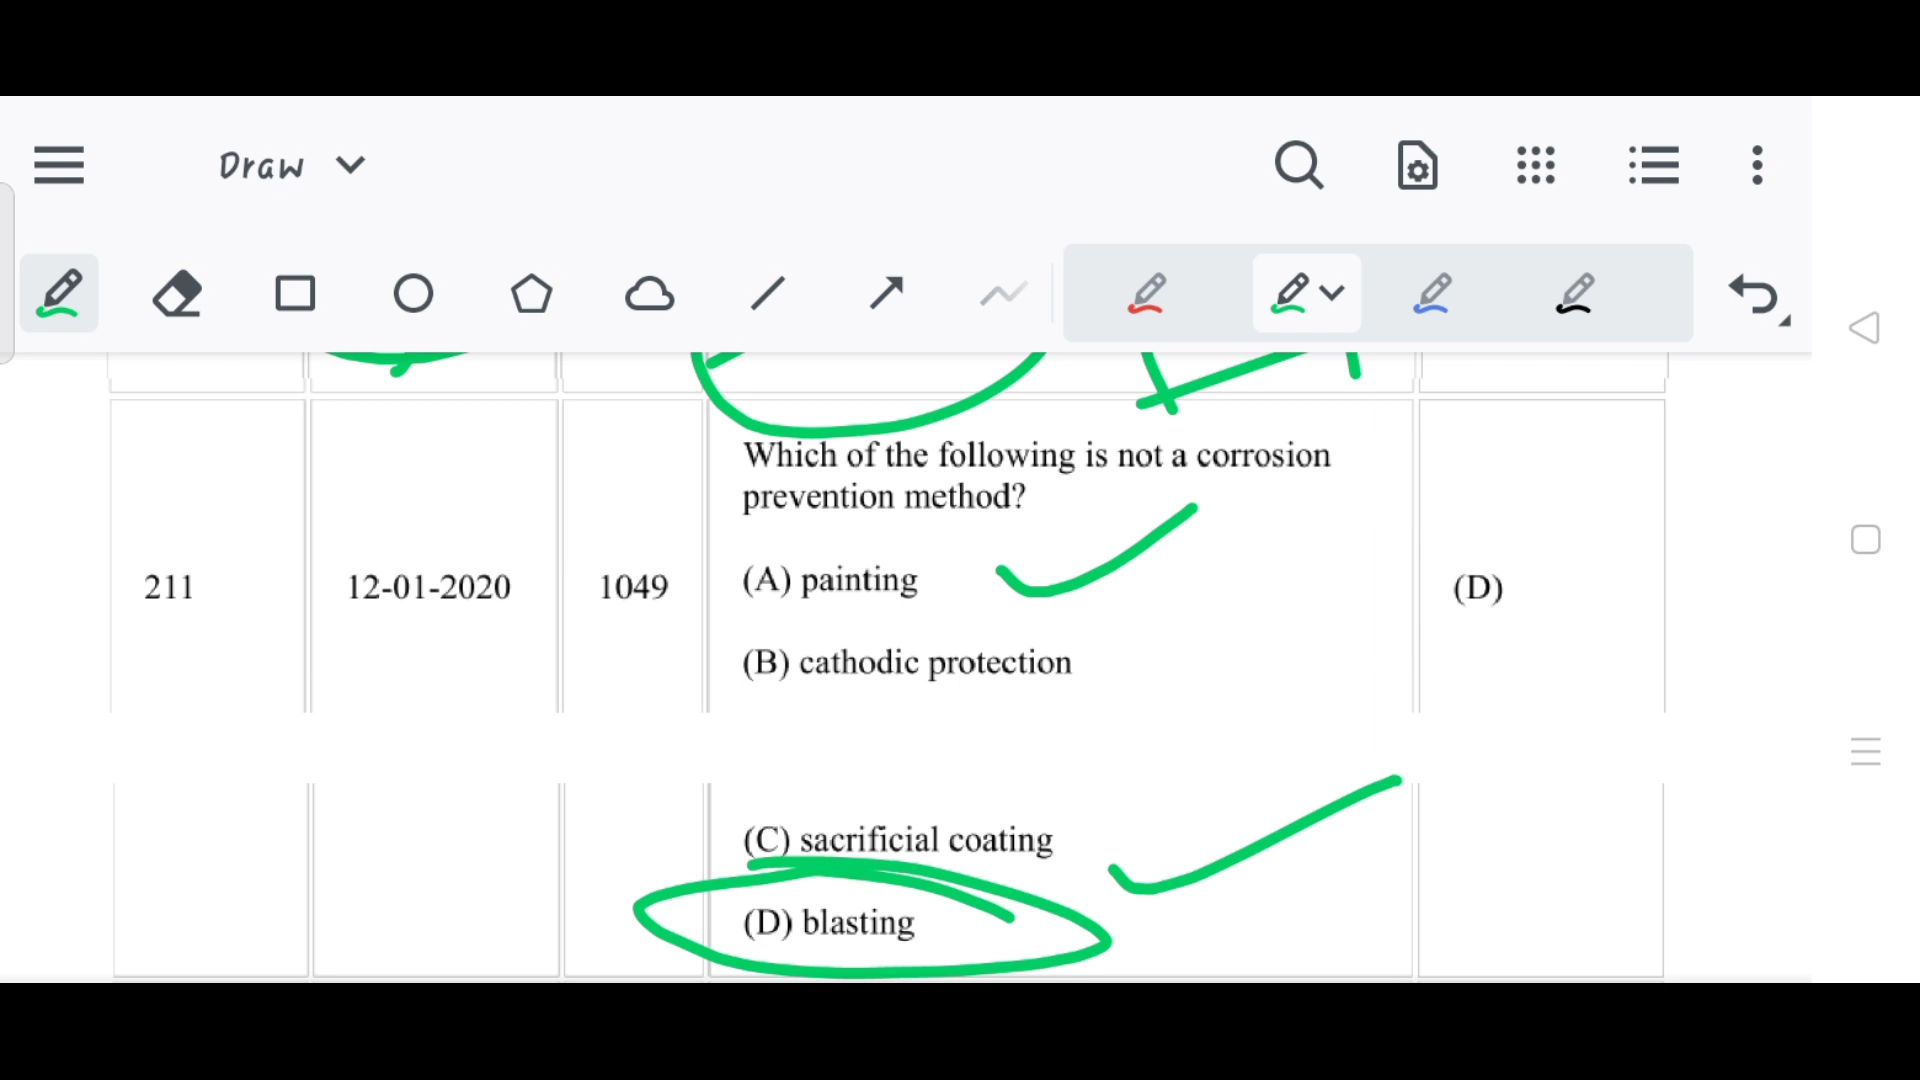 Draw
Which of the following is not a corrosion
prevention method?
211 12-01-2020 1049 (A) painting (D)
(B) cathodic protection
(C) sacrificial coating
(D) blasting